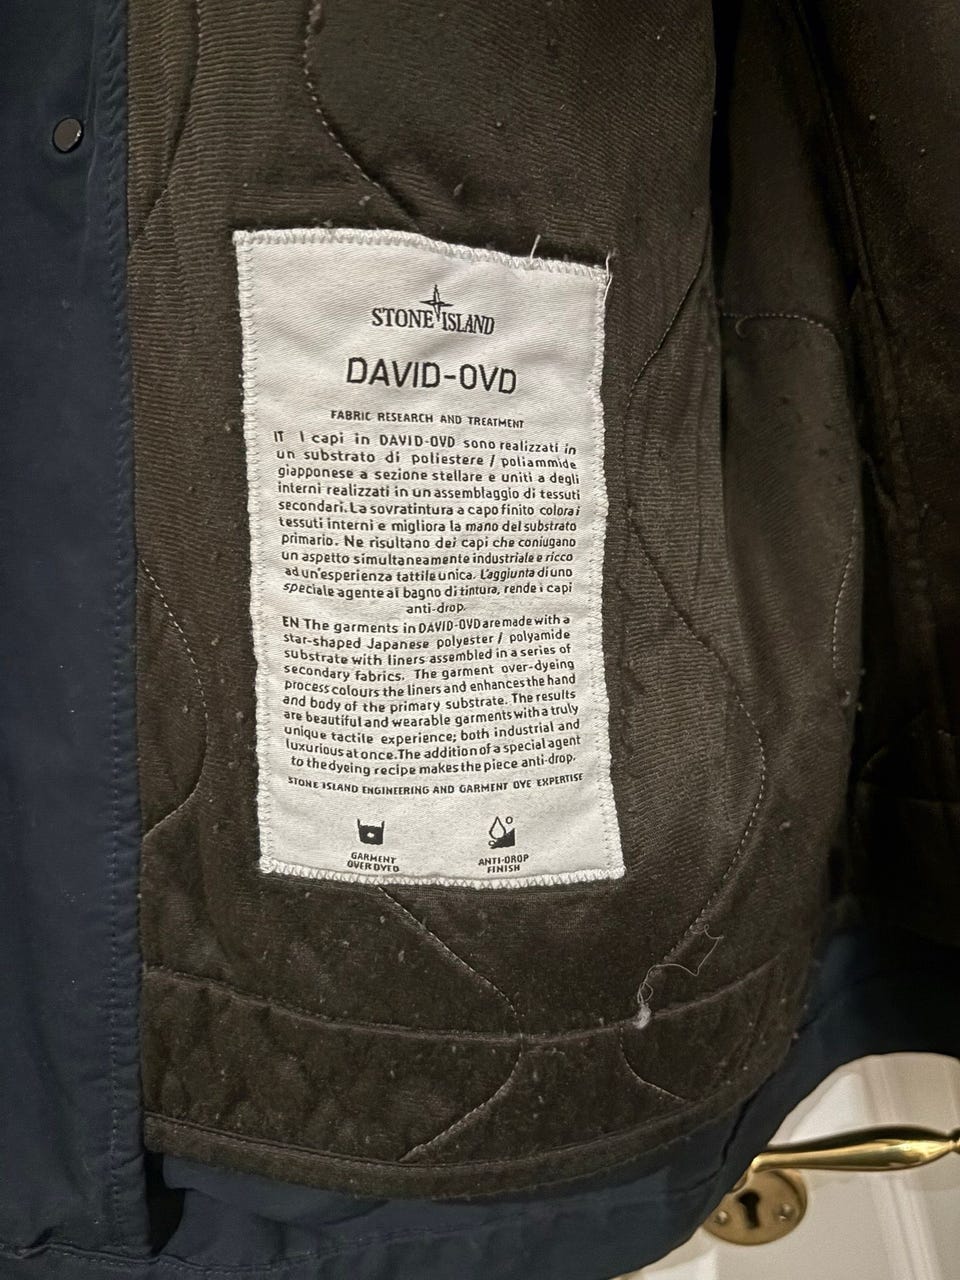 STONE ISLAND
DAVID-OVD
FABRIC RESEARCH AND TREATMENT
IT I capi in DAVID-OVD sono realizzati in
un substrato di poliestere / poliammide
giapponese a sezione stellare e uniti a degli
interni realizzati in un assemblaggio di tessuti
secondari. La sovratintura a capo finito colora i
tessuti interni e migliora la mano del substrato
primario. Ne risultano dei capi che coniugano
un aspetto simultaneamente industriale e ricco
ad un'esperienza tattile unica. L'aggiunta di uno
speciale agente al bagno di tintura, rende i capi
anti-drop.
EN The garments in DAVID-OVD are made with a
star-shaped Japanese polyester / polyamide
substrate with liners assembled in a series of
secondary fabrics. The garment over-dyeing
process colours the liners and enhances the hand
and body of the primary substrate. The results
are beautiful and wearable garments with a truly
unique tactile experience; both industrial and
luxurious at once. The addition of a special agent
to the dyeing recipe makes the piece anti-drop.
STONE ISLAND ENGINEERING AND GARMENT DYE EXPERTISE
GARMENT
OVER DYED
ANTI-DROP
FINISH